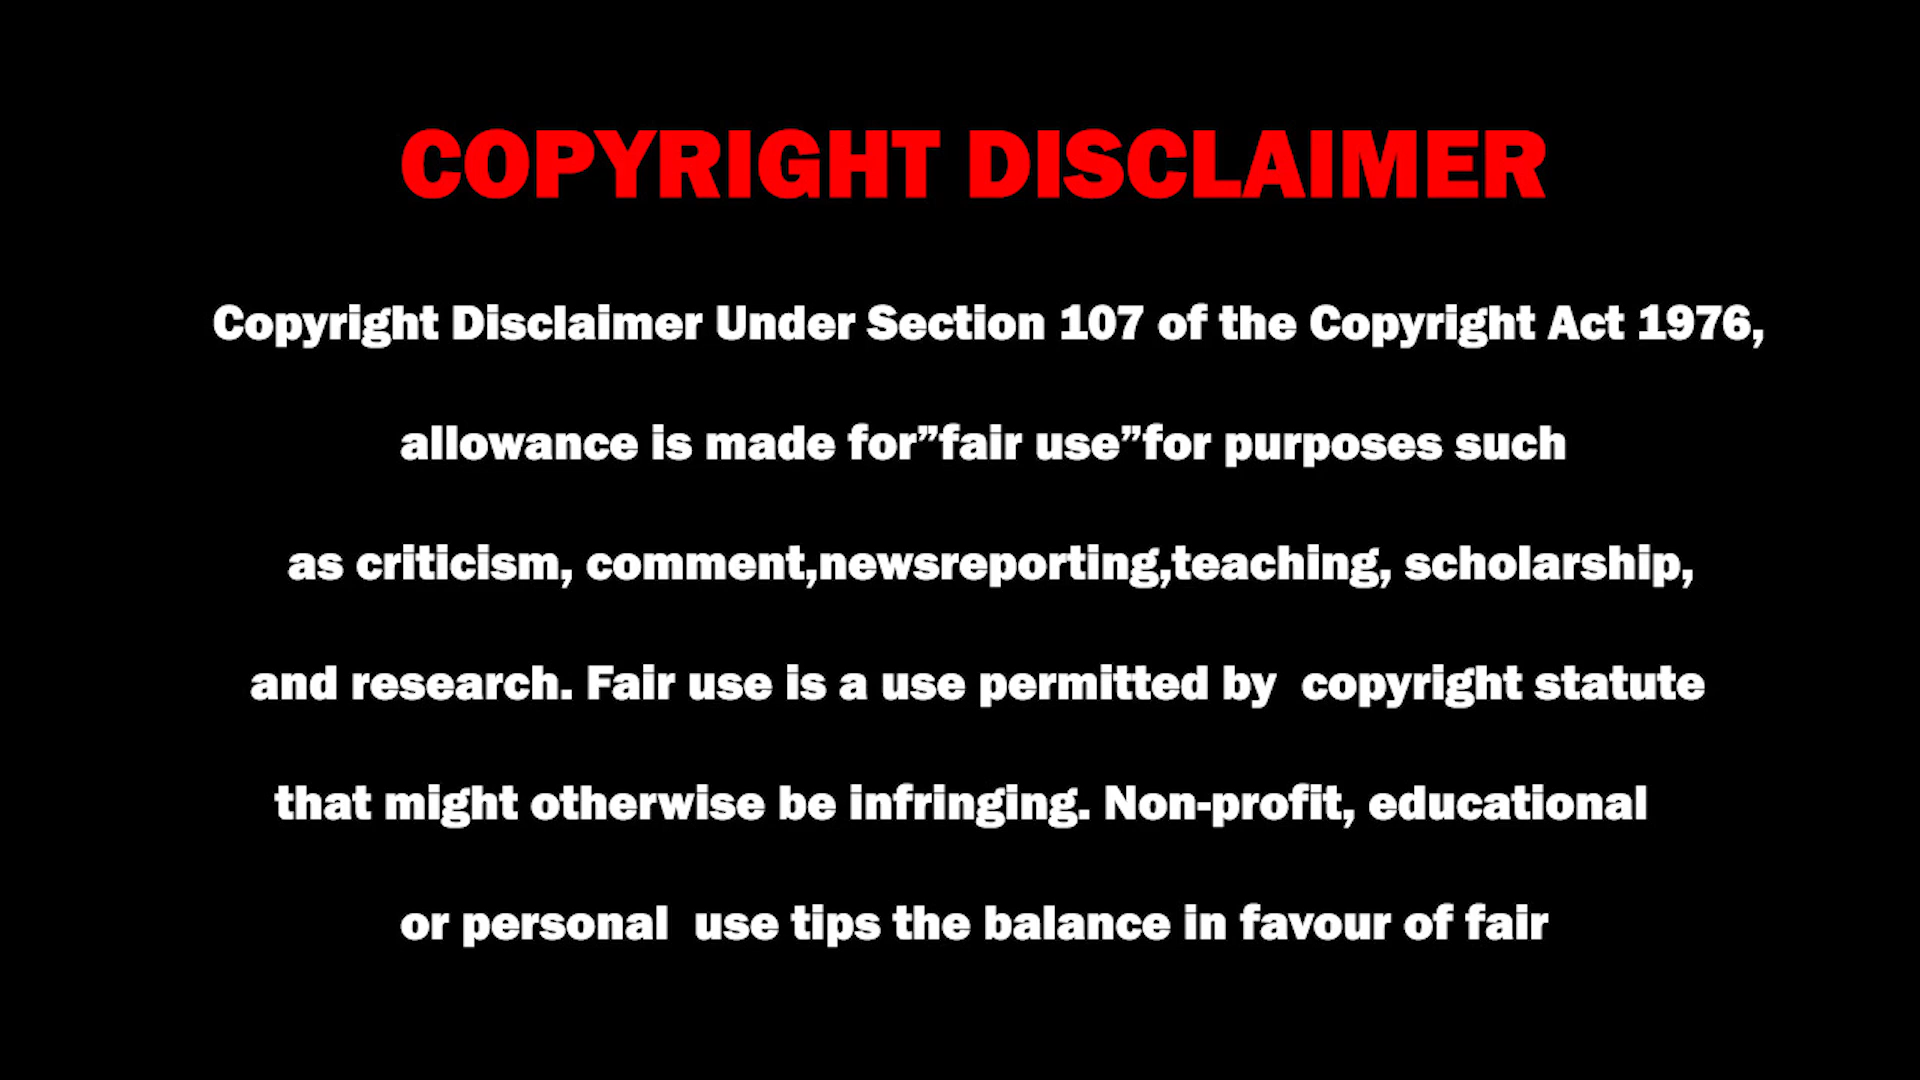 COPYRIGHT DISCLAIMER
Copyright Disclaimer Under Section 107 of the Copyright Act 1976,
allowance is made for”fair use”for purposes such
as criticism, comment,newsreporting,teaching, scholarship,
and research. Fair use is a use permitted by  copyright statute
that might otherwise be infringing. Non-profit, educational
or personal  use tips the balance in favour of fair